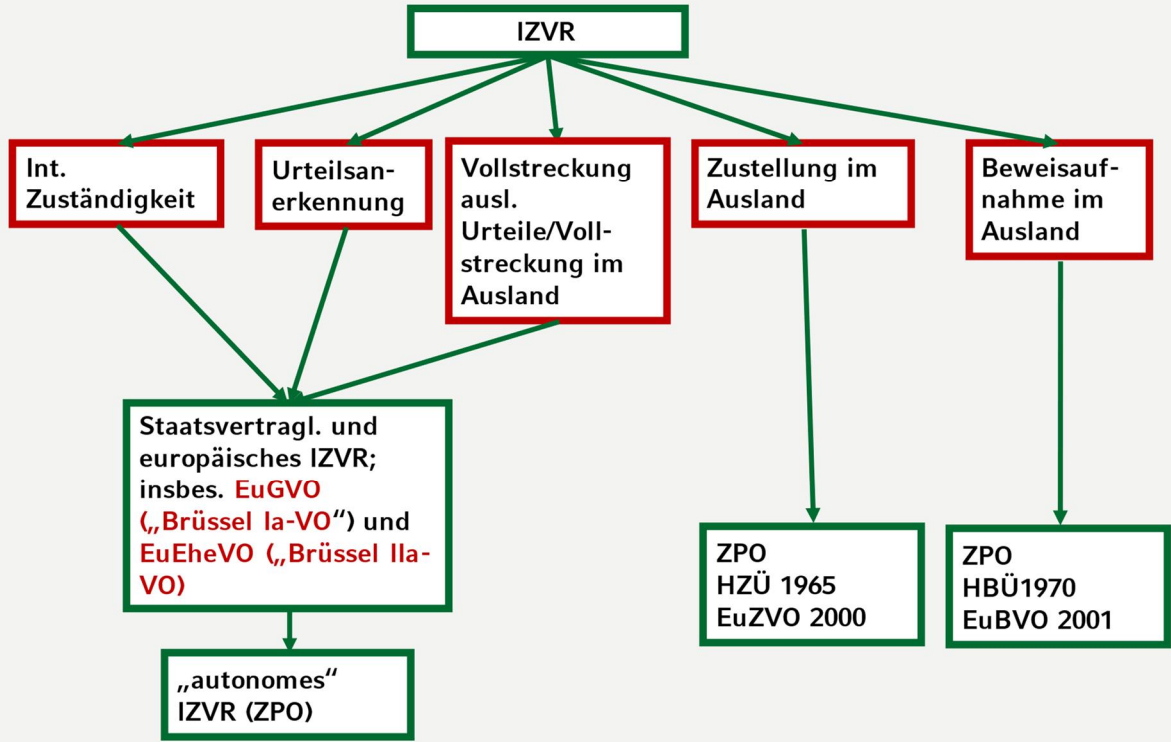 IZVR
Int.
Zuständigkeit
Urteilsan-
erkennung
Vollstreckung
ausl.
Urteile/Voll-
streckung im
Ausland
Zustellung im
Ausland
Beweisauf-
nahme im
Ausland
Staatsvertragl. und
europäisches IZVR;
insbes. EuGVO
(„Brüssel Ia-VO“) und
EuEheVO („Brüssel IIa-
VO)
ZPO
HZÜ 1965
EuZVO 2000
ZPO
HBÜ1970
EuBVO 2001
„autonomes“
IZVR (ZPO)